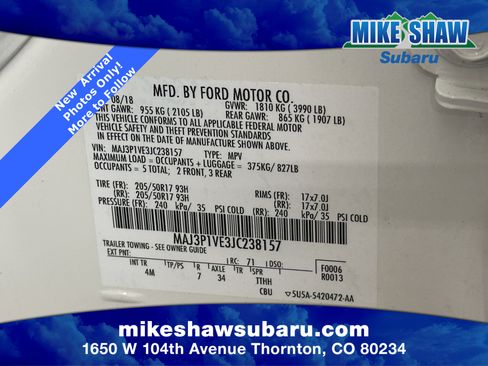 MIKE SHAW
Subaru
New Arrival
Photos Only!
More to Follow
MFD. BY FORD MOTOR CO.
08/18
GVWR: 1810 KG ( 3990 LB)
GAWR: 955 KG ( 2105 LB)
REAR GAWR: 865 KG ( 1907 LB)
THIS VEHICLE CONFORMS TO ALL APPLICABLE FEDERAL MOTOR
VEHICLE SAFETY AND THEFT PREVENTION STANDARDS
IN EFFECT ON THE DATE OF MANUFACTURE SHOWN ABOVE.
VIN: MAJ3P1VE3JC238157 TYPE: MPV
MAXIMUM LOAD = OCCUPANTS + LUGGAGE = 375KG/ 827LB
OCCUPANTS = 5 TOTAL; 2 FRONT, 3 REAR
TIRE (FR): 205/50R17 93H RIMS (FR): 17x7.0J
(RR): 205/50R17 93H (RR): 17x7.0J
PRESSURE (FR): 240 kPa/ 35 PSI COLD (RR): 240 kPa/ 35 PSI COLD
MAJ3P1VE3JC238157
TRAILER TOWING - SEE OWNER GUIDE
EXT PNT: RC: 71 DSO:
INT TR TP/PS R AXLE TR SPR
4M 7 34 JTHH
F0006
R0013
CBU 5U5A-5420472-AA
mikeshawsubaru.com
1650 W 104th Avenue Thornton, CO 80234